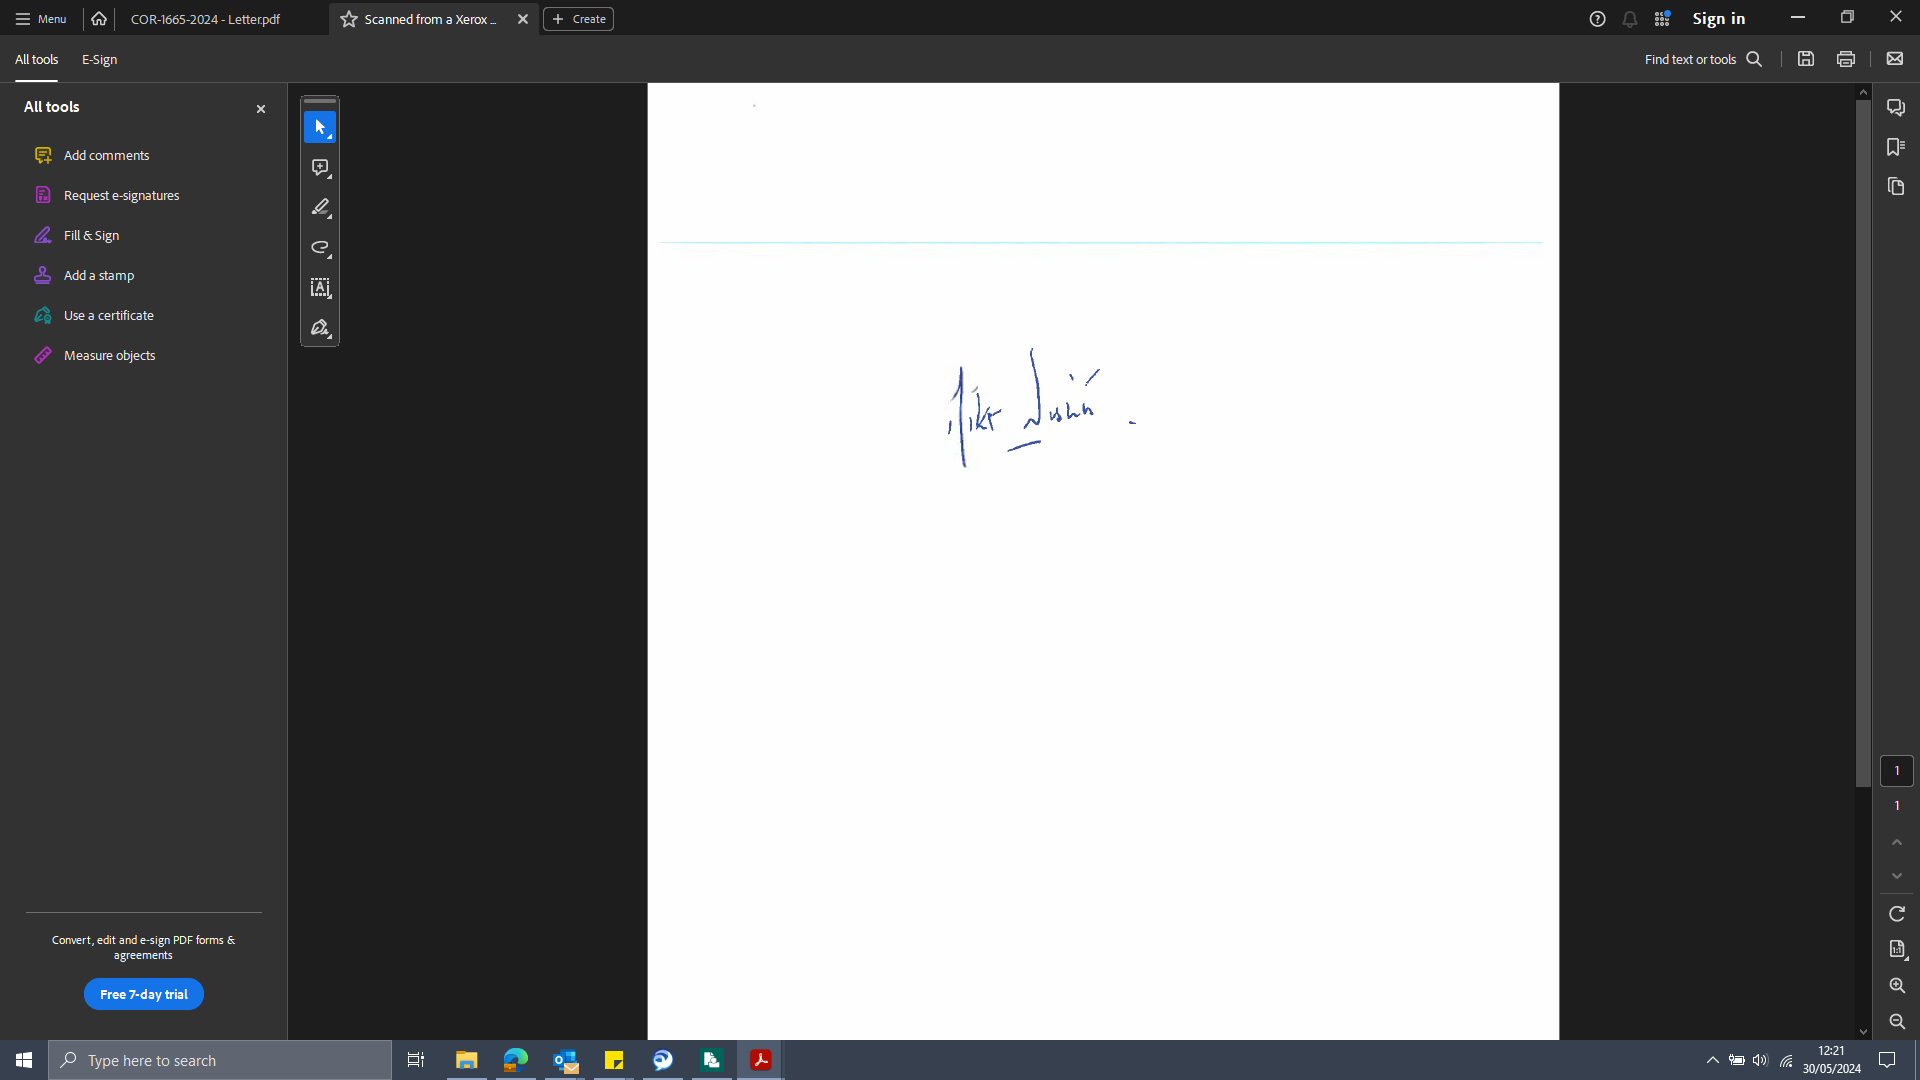 Menu
COR-1665-2024 - Letter.pdf
Scanned from a Xerox ...
Create
Sign in
All tools
E-Sign
Find text or tools
All tools
Add comments
Request e-signatures
Fill & Sign
Add a stamp
Use a certificate
Measure objects
1
1
Convert, edit and e-sign PDF forms &
agreements
Free 7-day trial
Type here to search
12:21
30/05/2024